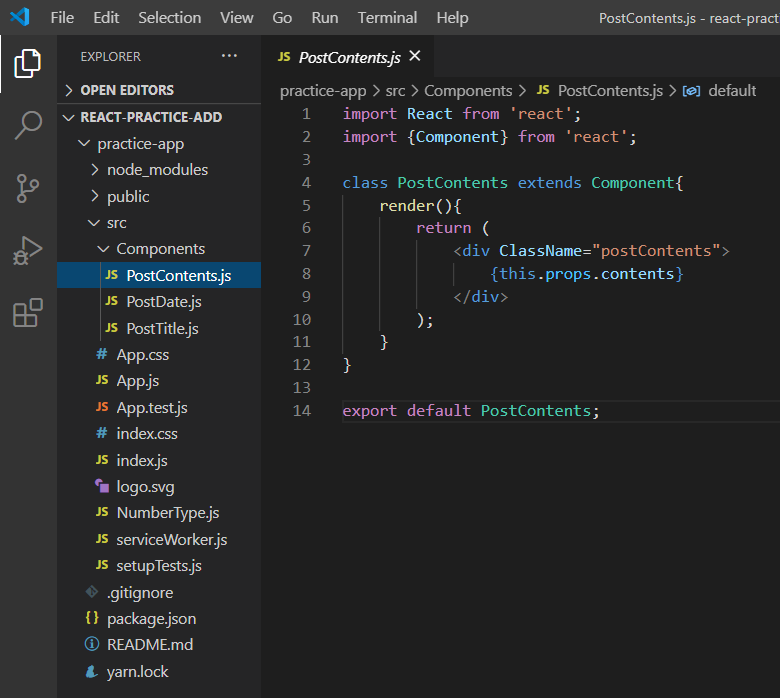 File Edit Selection View Go Run Terminal Help PostContents.js - react-pract
EXPLORER ...
OPEN EDITORS
REACT-PRACTICE-ADD
practice-app
node_modules
public
src
Components
JS PostContents.js
JS PostDate.js
JS PostTitle.js
# App.css
JS App.js
JS App.test.js
# index.css
JS index.js
logo.svg
JS NumberType.js
JS serviceWorker.js
JS setupTests.js
.gitignore
{} package.json
README.md
yarn.lock
JS PostContents.js
practice-app > src > Components > JS PostContents.js > default
1 import React from 'react';
2 import {Component} from 'react';
3
4 class PostContents extends Component{
5 render(){
6 return (
7 <div ClassName="postContents">
8 {this.props.contents}
9 </div>
10 );
11 }
12 }
13
14 export default PostContents;